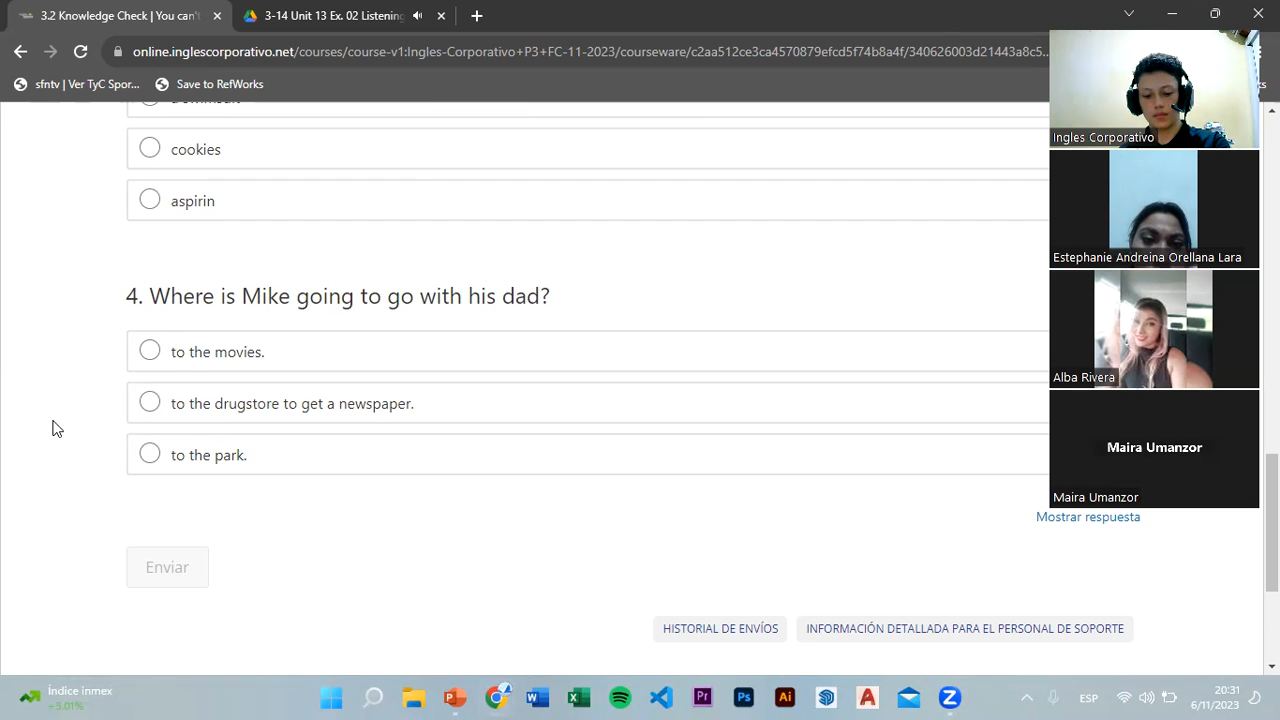 3.2 Knowledge Check | You can't
3-14 Unit 13 Ex. 02 Listening
online.inglescorporativo.net/courses/course-v1:Ingles-Corporativo+P3+FC-11-2023/courseware/c2aa512ce3ca4570879efcd5f74b8a4f/340626003d21443a8c5...
sfntv | Ver TyC Spor...
Save to RefWorks
cookies
aspirin
4. Where is Mike going to go with his dad?
to the movies.
to the drugstore to get a newspaper.
to the park.
Mostrar respuesta
Enviar
HISTORIAL DE ENVÍOS
INFORMACIÓN DETALLADA PARA EL PERSONAL DE SOPORTE
Ingles Corporativo
Estephanie Andreina Orellana Lara
Alba Rivera
Maira Umanzor
Maira Umanzor
Índice inmex
+3.01%
ESP
20:31
6/11/2023